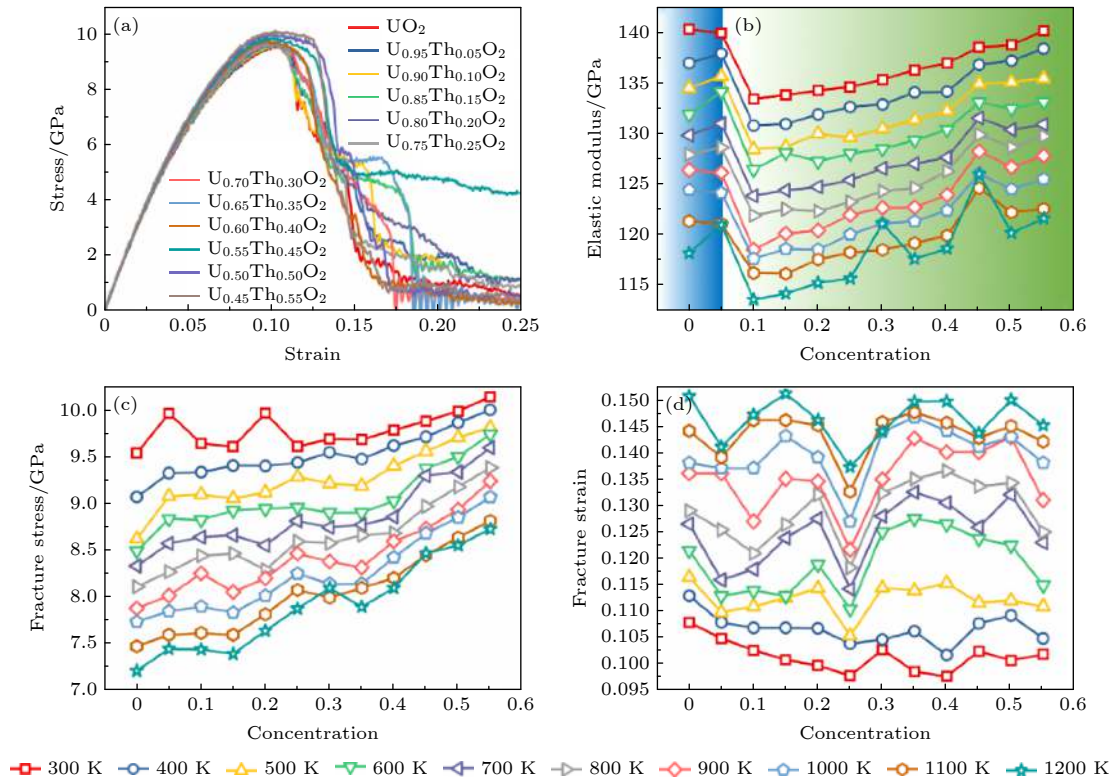 (a)
UO₂
U₀.₉₅Th₀.₀₅O₂
U₀.₉₀Th₀.₁₀O₂
U₀.₈₅Th₀.₁₅O₂
U₀.₈₀Th₀.₂₀O₂
U₀.₇₅Th₀.₂₅O₂
U₀.₇₀Th₀.₃₀O₂
U₀.₆₅Th₀.₃₅O₂
U₀.₆₀Th₀.₄₀O₂
U₀.₅₅Th₀.₄₅O₂
U₀.₅₀Th₀.₅₀O₂
U₀.₄₅Th₀.₅₅O₂
Stress/GPa
10
8
6
4
2
0
0 0.05 0.10 0.15 0.20 0.25
Strain
(b)
Elastic modulus/GPa
140
135
130
125
120
115
0 0.1 0.2 0.3 0.4 0.5 0.6
Concentration
(c)
Fracture stress/GPa
10.0
9.5
9.0
8.5
8.0
7.5
7.0
0 0.1 0.2 0.3 0.4 0.5 0.6
Concentration
(d)
Fracture strain
0.150
0.145
0.140
0.135
0.130
0.125
0.120
0.115
0.110
0.105
0.100
0.095
0 0.1 0.2 0.3 0.4 0.5 0.6
Concentration
300 K 400 K 500 K 600 K 700 K 800 K 900 K 1000 K 1100 K 1200 K